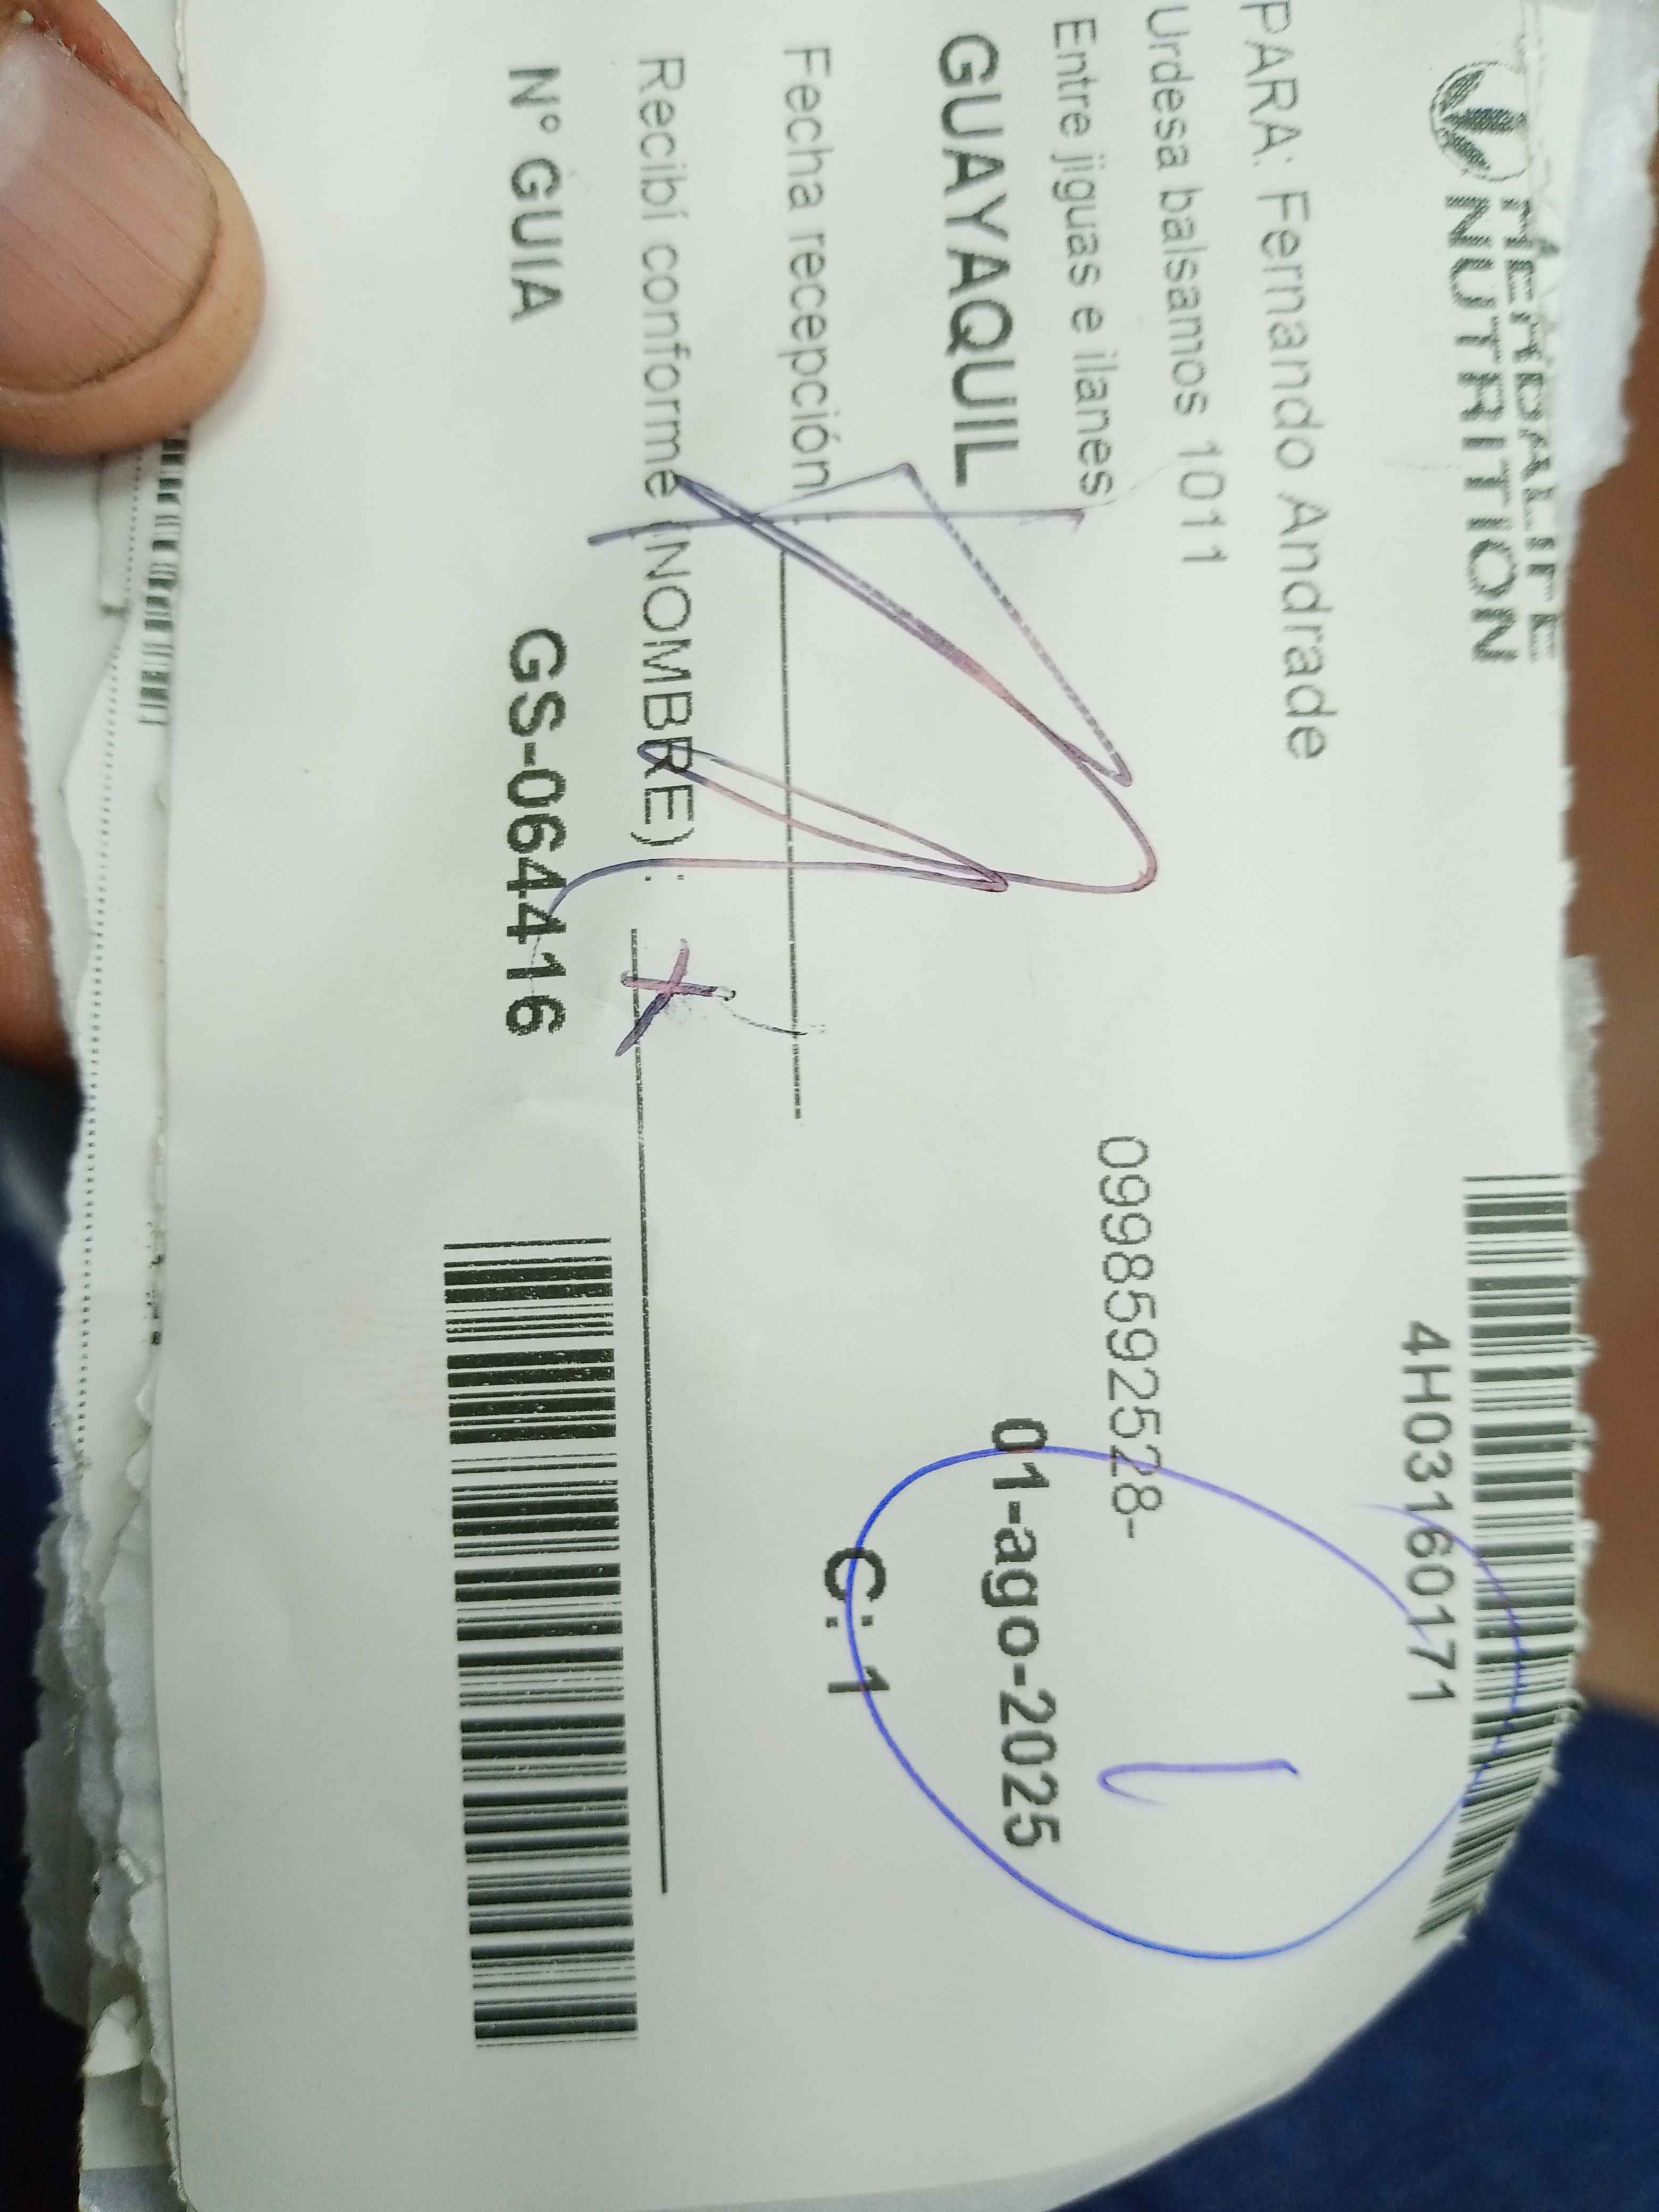 HERBALIFE
NUTRITION
4H03160171
PARA: Fernando Andrade
Urdesa balsamos 1011
Entre jiguas e ilanes
0998592528-
GUAYAQUIL
01-ago-2025
Fecha recepción
C: 1
Recibí conforme (NOMBRE):
N° GUIA
GS-064416